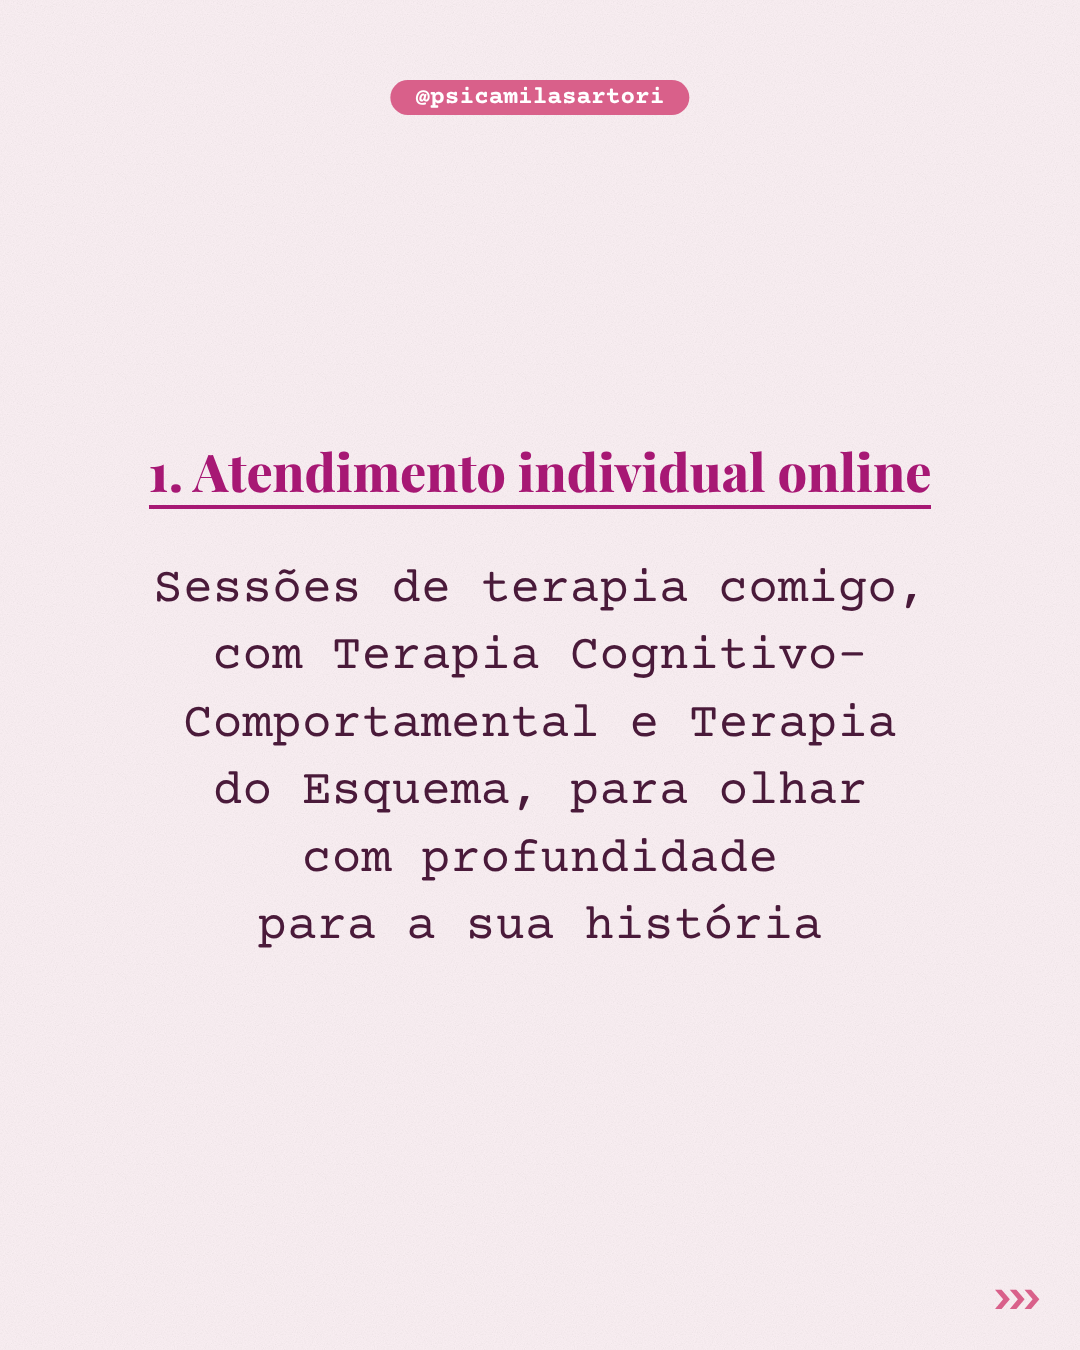 @psicamilasartori
1. Atendimento individual online
Sessões de terapia comigo,
com Terapia Cognitivo-
Comportamental e Terapia
do Esquema, para olhar
com profundidade
para a sua história